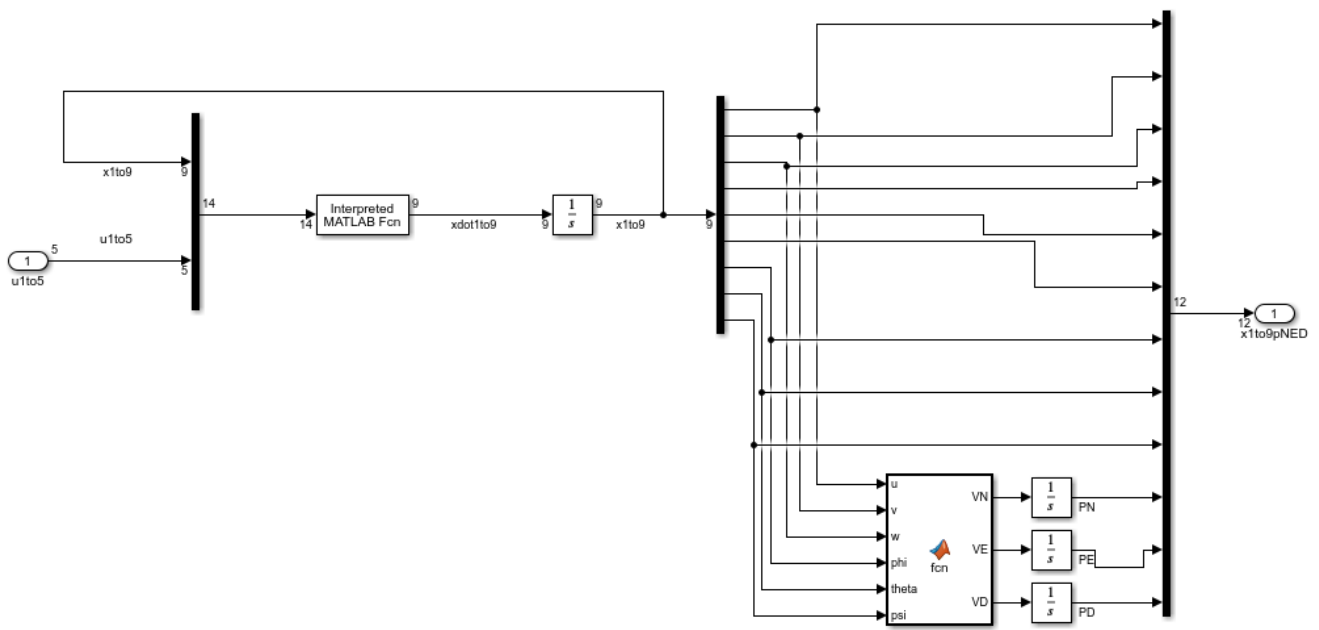 x1to9
9
u1to5
5
1
u1to5
5
14
14
Interpreted
MATLAB Fcn
9
xdot1to9
9
1
s
9
x1to9
9
u
v
w
phi
theta
psi
fcn
VN
VE
VD
1
s
PN
1
s
PE
1
s
PD
12
12
1
x1to9pNED